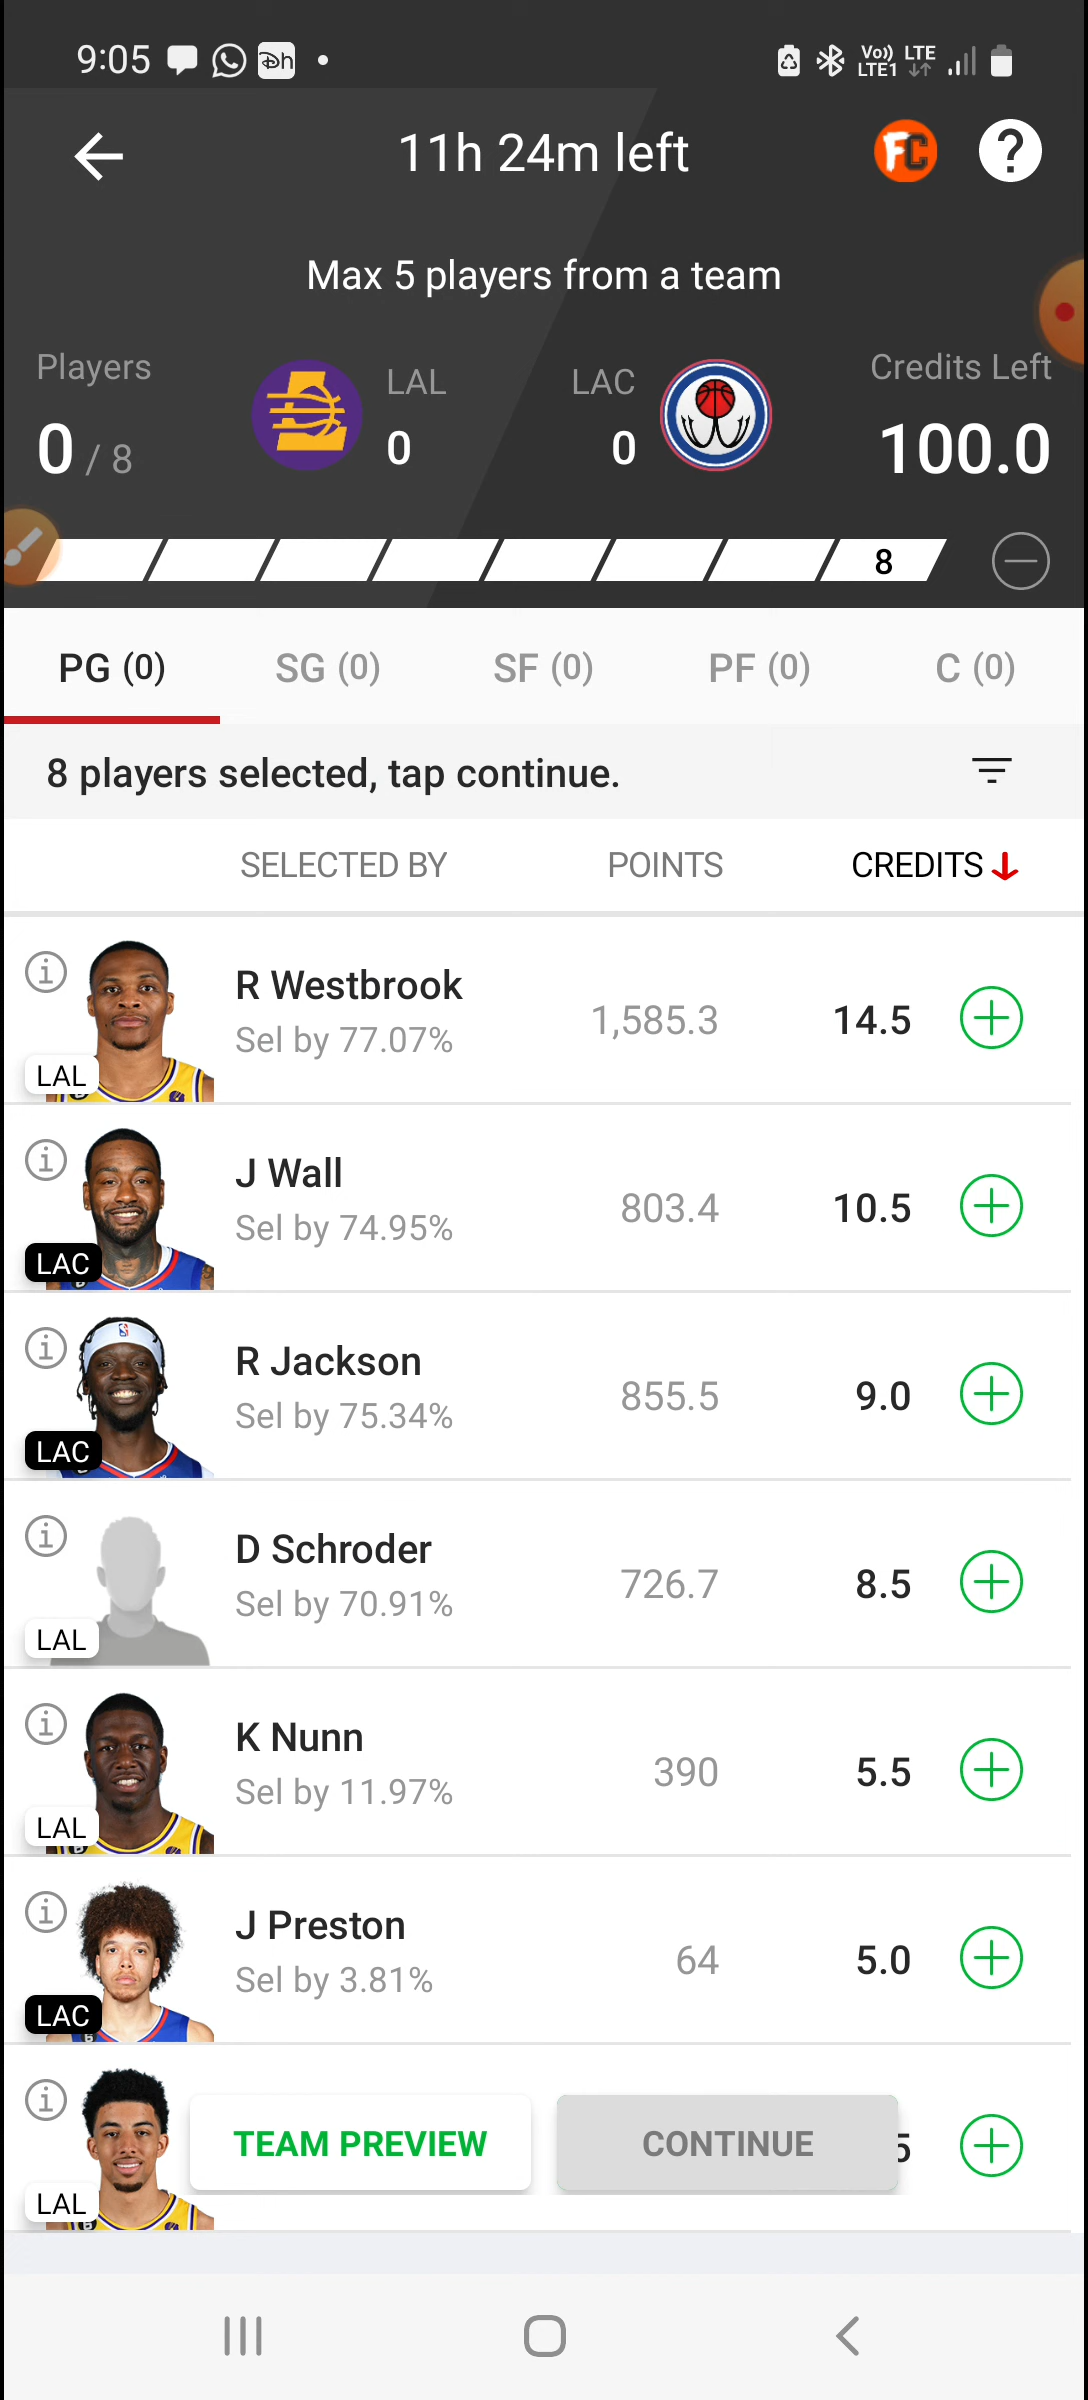 9:05
Vo)) LTE
LTE1
11h 24m left
FC
?
Max 5 players from a team
Players
LAL
LAC
Credits Left
0 / 8
0
0
100.0
8
PG (0)
SG (0)
SF (0)
PF (0)
C (0)
8 players selected, tap continue.
SELECTED BY
POINTS
CREDITS
R Westbrook
Sel by 77.07%
1,585.3
14.5
LAL
J Wall
Sel by 74.95%
803.4
10.5
LAC
R Jackson
Sel by 75.34%
855.5
9.0
LAC
D Schroder
Sel by 70.91%
726.7
8.5
LAL
K Nunn
Sel by 11.97%
390
5.5
LAL
J Preston
Sel by 3.81%
64
5.0
LAC
TEAM PREVIEW
CONTINUE
5
LAL